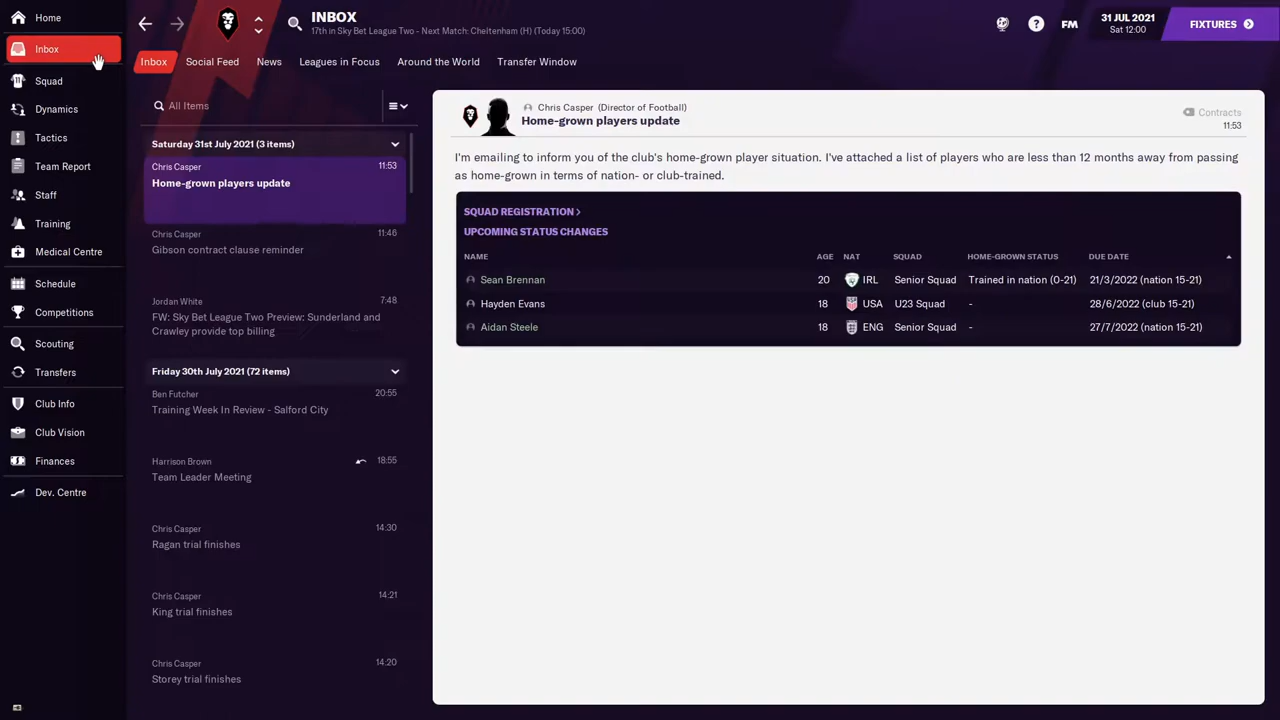 Home
Inbox
Squad
Dynamics
Tactics
Team Report
Staff
Training
Medical Centre
Schedule
Competitions
Scouting
Transfers
Club Info
Club Vision
Finances
Dev. Centre
INBOX
17th in Sky Bet League Two - Next Match: Cheltenham (H) (Today 15:00)
FM
31 JUL 2021
Sat 12:00
FIXTURES
Inbox
Social Feed
News
Leagues in Focus
Around the World
Transfer Window
All Items
Saturday 31st July 2021 (3 items)
Chris Casper 11:53
Home-grown players update
Chris Casper 11:46
Gibson contract clause reminder
Jordan White 7:48
FW: Sky Bet League Two Preview: Sunderland and
Crawley provide top billing
Friday 30th July 2021 (72 items)
Ben Futcher 20:55
Training Week In Review - Salford City
Harrison Brown 18:55
Team Leader Meeting
Chris Casper 14:30
Ragan trial finishes
Chris Casper 14:21
King trial finishes
Chris Casper 14:20
Storey trial finishes
Chris Casper (Director of Football)
Home-grown players update
Contracts
11:53
I'm emailing to inform you of the club's home-grown player situation. I've attached a list of players who are less than 12 months away from passing
as home-grown in terms of nation- or club-trained.
SQUAD REGISTRATION >
UPCOMING STATUS CHANGES
NAME AGE NAT SQUAD HOME-GROWN STATUS DUE DATE
Sean Brennan 20 IRL Senior Squad Trained in nation (0-21) 21/3/2022 (nation 15-21)
Hayden Evans 18 USA U23 Squad - 28/6/2022 (club 15-21)
Aidan Steele 18 ENG Senior Squad - 27/7/2022 (nation 15-21)